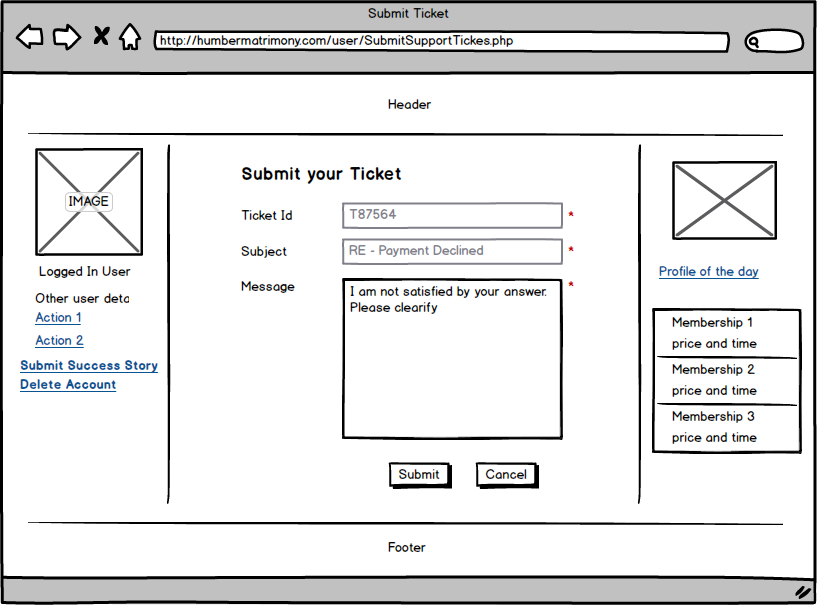 Submit Ticket
http://humbermatrimony.com/user/SubmitSupportTickes.php
Header
IMAGE
Logged In User
Other user deta
Action 1
Action 2
Submit Success Story
Delete Account
Submit your Ticket
Ticket Id
T87564
*
Subject
RE - Payment Declined
*
Message
I am not satisfied by your answer.
Please clearify
*
Submit
Cancel
Profile of the day
Membership 1
price and time
Membership 2
price and time
Membership 3
price and time
Footer